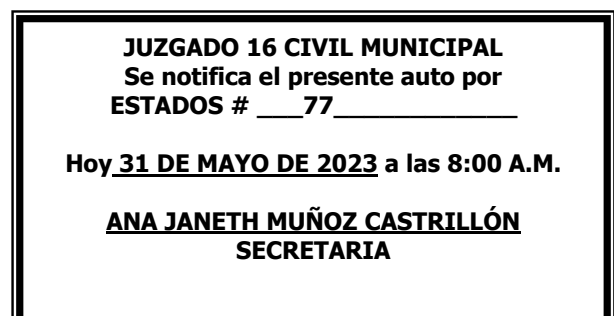 JUZGADO 16 CIVIL MUNICIPAL
Se notifica el presente auto por
ESTADOS # ___77____________
Hoy 31 DE MAYO DE 2023 a las 8:00 A.M.
ANA JANETH MUÑOZ CASTRILLÓN
SECRETARIA